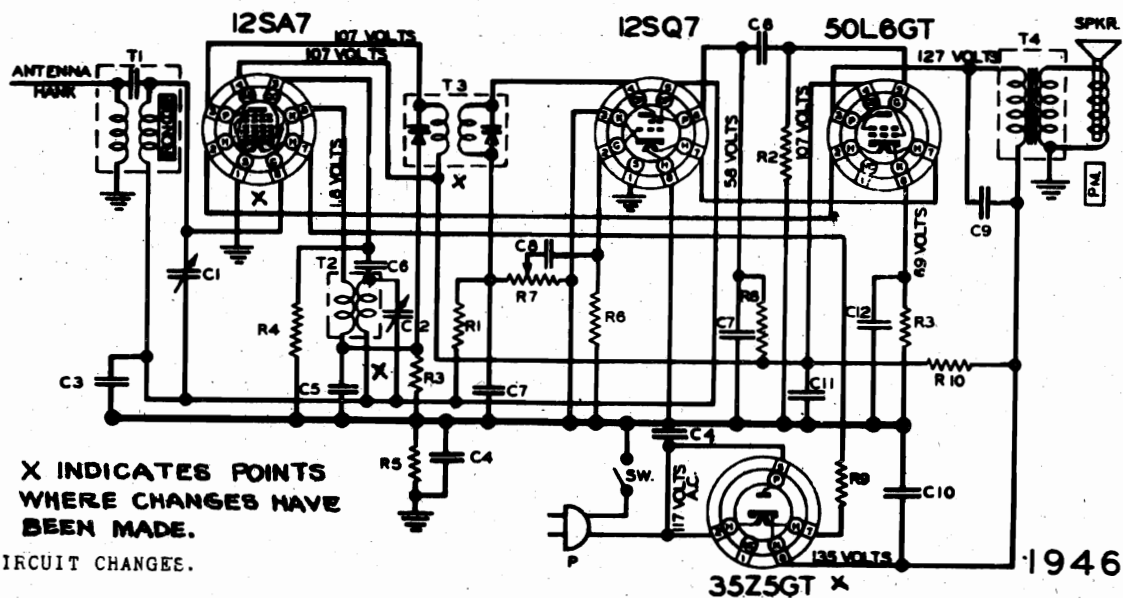 12SA7
12SQ7
50L6GT
SPKR.
T1
107 VOLTS
107 VOLTS
C8
127 VOLTS
T4
ANTENNA
HANK
T3
R2
107 VOLTS
58 VOLTS
1.8 VOLTS
X
X
P.M.
C9
69 VOLTS
C1
T2
C6
C8
R7
R4
R1
R6
C7
R8
C12
R3
C3
C5
X
R3
C7
C11
R10
R5
C4
C4
SW.
117 VOLTS
A.C.
R9
C10
X INDICATES POINTS
WHERE CHANGES HAVE
BEEN MADE.
P
135 VOLTS
IRCUIT CHANGES.
1946
35Z5GT X